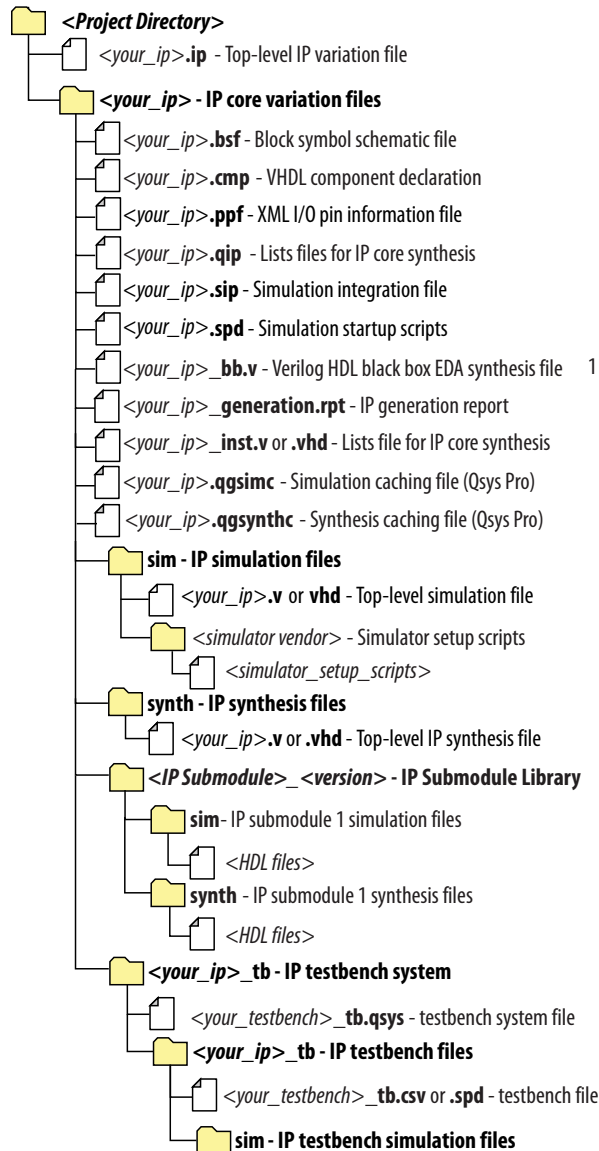 <Project Directory>
<your_ip>.ip - Top-level IP variation file
<your_ip> - IP core variation files
<your_ip>.bsf - Block symbol schematic file
<your_ip>.cmp - VHDL component declaration
<your_ip>.ppf - XML I/O pin information file
<your_ip>.qip - Lists files for IP core synthesis
<your_ip>.sip - Simulation integration file
<your_ip>.spd - Simulation startup scripts
<your_ip>_bb.v - Verilog HDL black box EDA synthesis file 1
<your_ip>_generation.rpt - IP generation report
<your_ip>_inst.v or .vhd - Lists file for IP core synthesis
<your_ip>.qgsimc - Simulation caching file (Qsys Pro)
<your_ip>.qgsynthc - Synthesis caching file (Qsys Pro)
sim - IP simulation files
<your_ip>.v or vhd - Top-level simulation file
<simulator vendor> - Simulator setup scripts
<simulator_setup_scripts>
synth - IP synthesis files
<your_ip>.v or .vhd - Top-level IP synthesis file
<IP Submodule>_<version> - IP Submodule Library
sim- IP submodule 1 simulation files
<HDL files>
synth - IP submodule 1 synthesis files
<HDL files>
<your_ip>_tb - IP testbench system
<your_testbench>_tb.qsys - testbench system file
<your_ip>_tb - IP testbench files
<your_testbench>_tb.csv or .spd - testbench file
sim - IP testbench simulation files